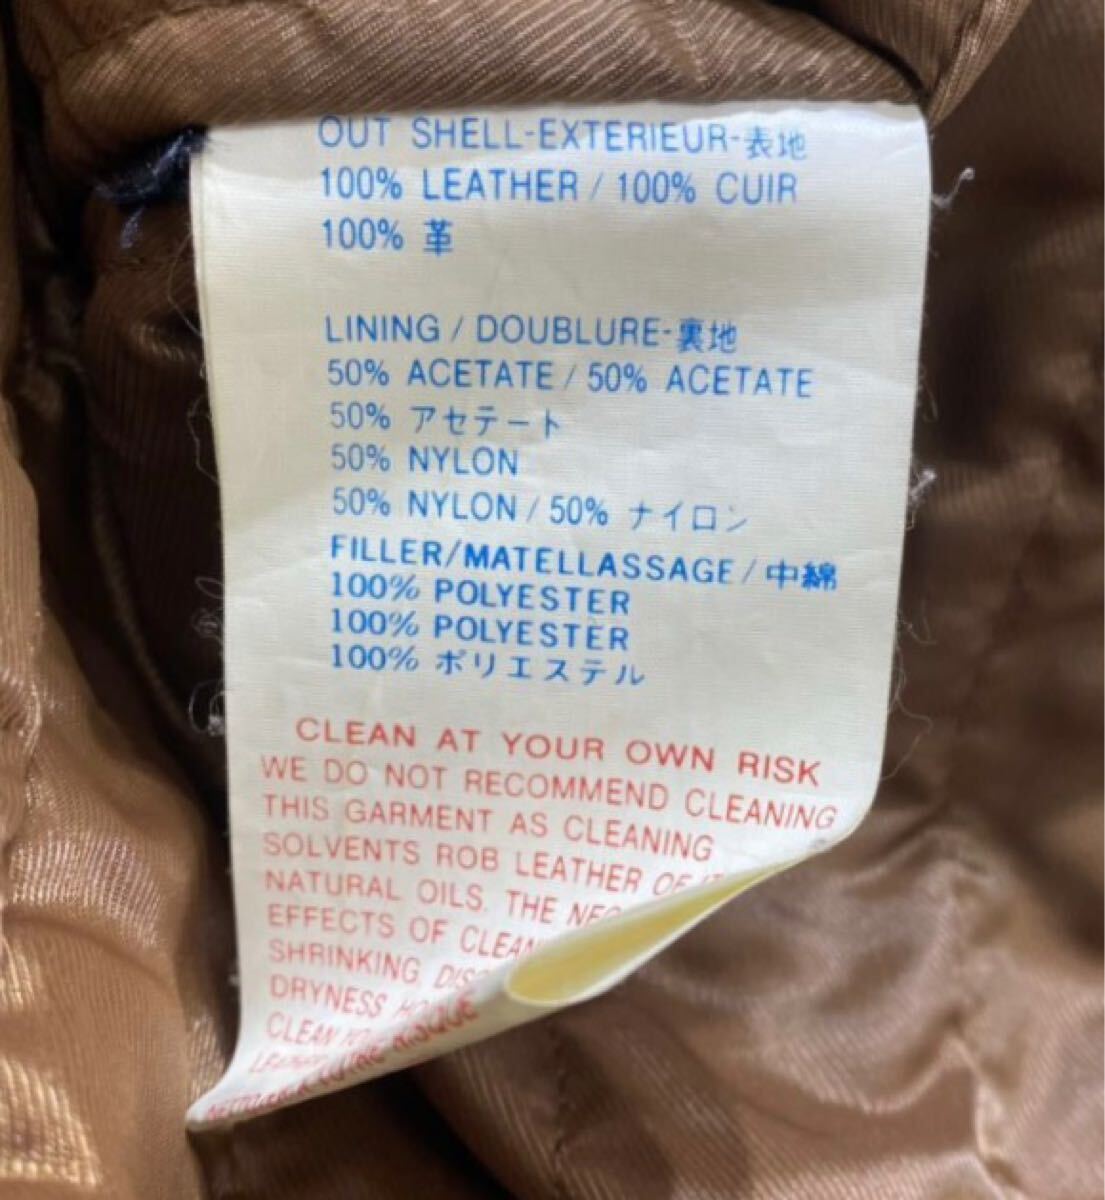 OUT SHELL-EXTERIEUR-表地
100% LEATHER / 100% CUIR
100% 革
LINING / DOUBLURE-裏地
50% ACETATE / 50% ACETATE
50% アセテート
50% NYLON
50% NYLON / 50% ナイロン
FILLER/MATELLASSAGE / 中綿
100% POLYESTER
100% POLYESTER
100% ポリエステル
CLEAN AT YOUR OWN RISK
WE DO NOT RECOMMEND CLEANING
THIS GARMENT AS CLEANING
SOLVENTS ROB LEATHER OF
NATURAL OILS. THE
EFFECTS OF
SHRINKING,
DRYNESS
CLEAN
RISQUE